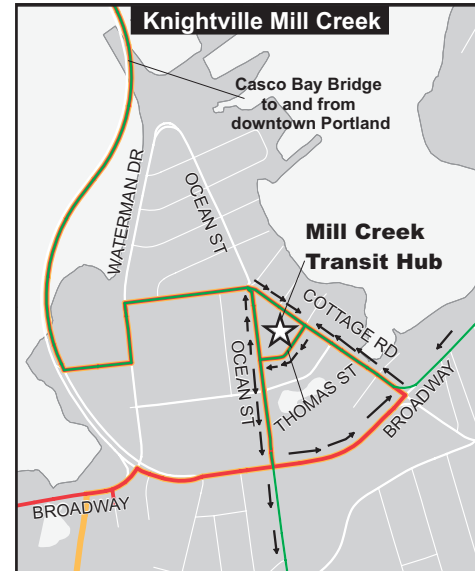 Knightville Mill Creek
Casco Bay Bridge
to and from
downtown Portland
WATERMAN DR
OCEAN ST
Mill Creek
Transit Hub
COTTAGE RD
OCEAN ST
THOMAS ST
BROADWAY
BROADWAY